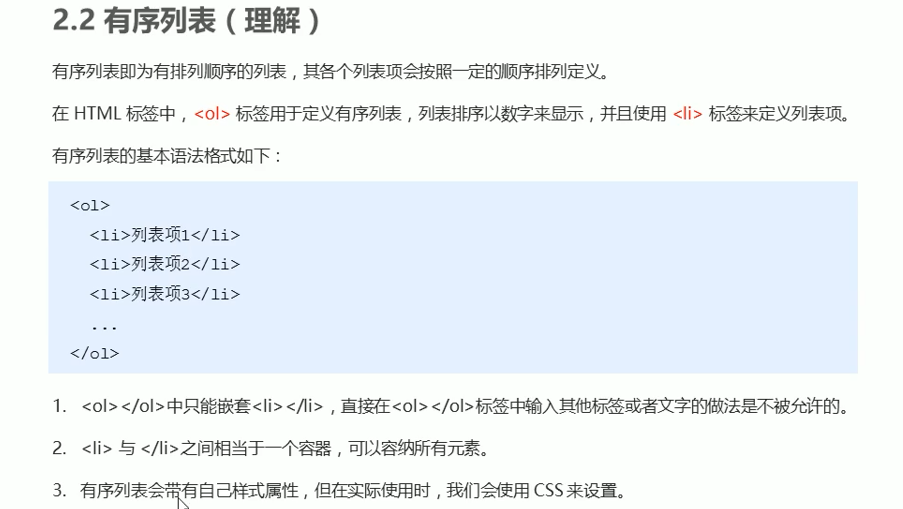 2.2 有序列表（理解）
有序列表即为有排列顺序的列表，其各个列表项会按照一定的顺序排列定义。
在 HTML 标签中，<ol> 标签用于定义有序列表，列表排序以数字来显示，并且使用 <li> 标签来定义列表项。
有序列表的基本语法格式如下：
<ol>
<li>列表项1</li>
<li>列表项2</li>
<li>列表项3</li>
...
</ol>
1. <ol></ol>中只能嵌套<li></li>，直接在<ol></ol>标签中输入其他标签或者文字的做法是不被允许的。
2. <li> 与 </li>之间相当于一个容器，可以容纳所有元素。
3. 有序列表会带有自己样式属性，但在实际使用时，我们会使用 CSS 来设置。